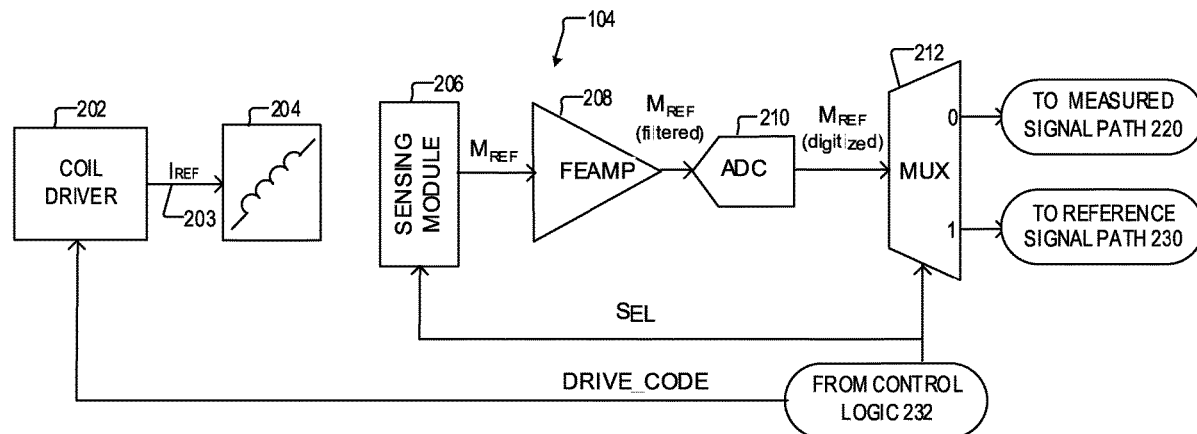 104
202
COIL
DRIVER
IREF
203
204
206
SENSING
MODULE
MREF
208
FEAMP
MREF
(filtered)
210
ADC
MREF
(digitized)
212
MUX
0
1
TO MEASURED
SIGNAL PATH 220
TO REFERENCE
SIGNAL PATH 230
SEL
DRIVE_CODE
FROM CONTROL
LOGIC 232